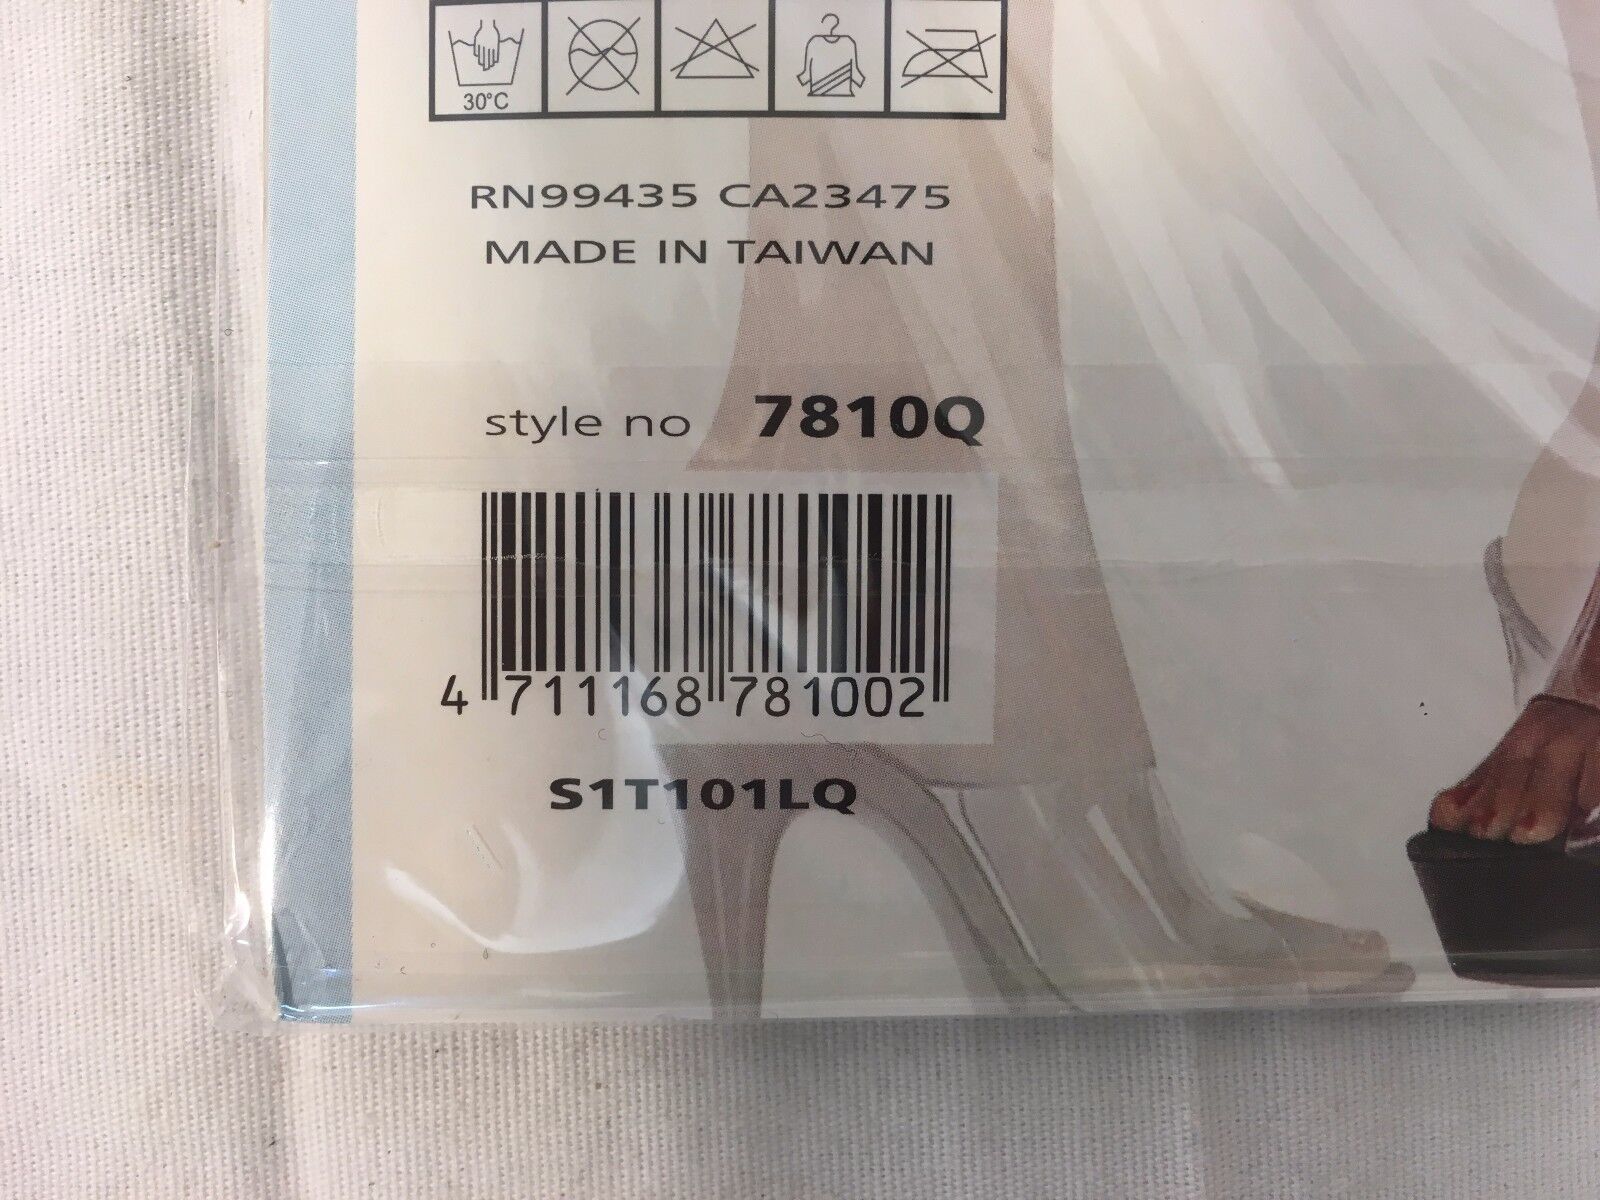 30°C
RN99435 CA23475
MADE IN TAIWAN
style no 7810Q
4 711168 781002
S1T101LQ